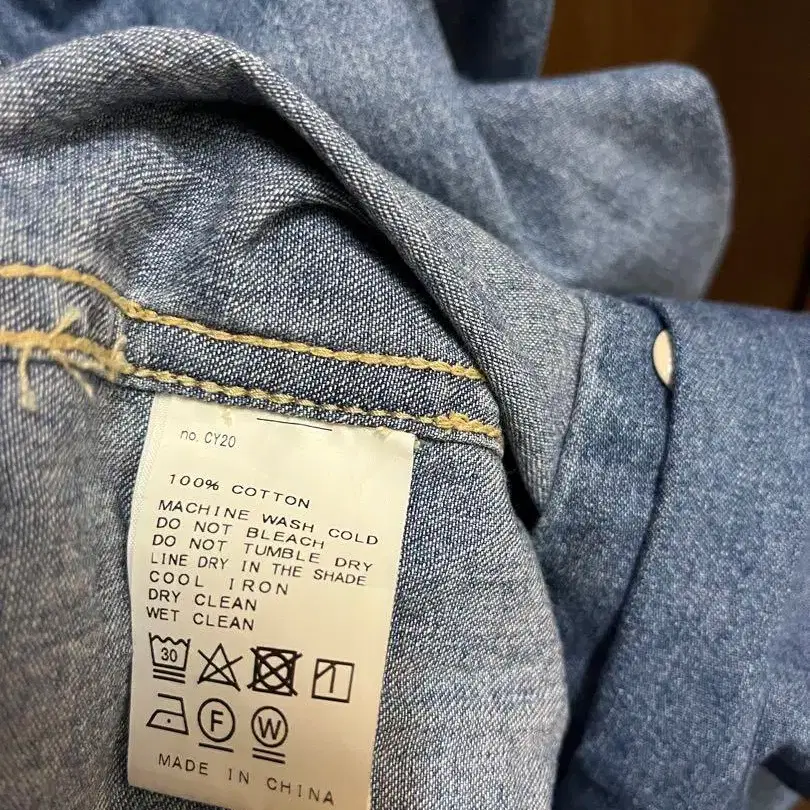 no. CY20
100% COTTON
MACHINE WASH COLD
DO NOT BLEACH
DO NOT TUMBLE DRY
LINE DRY IN THE SHADE
COOL IRON
DRY CLEAN
WET CLEAN
30
F W
MADE IN CHINA